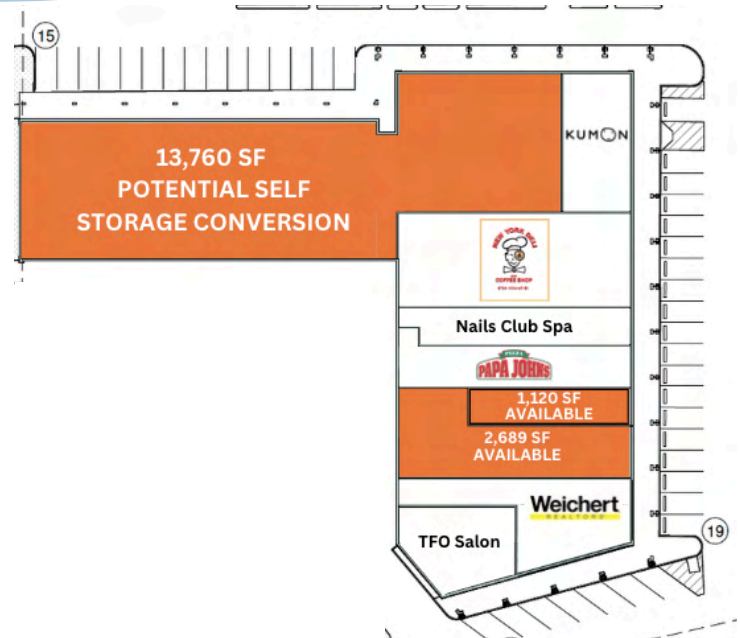 15
13,760 SF
POTENTIAL SELF
STORAGE CONVERSION
KUMON
NEW YORK DELI
COFFEE SHOP
Nails Club Spa
PIZZA
PAPA JOHNS
1,120 SF
AVAILABLE
2,689 SF
AVAILABLE
Weichert
REALTORS
TFO Salon
19